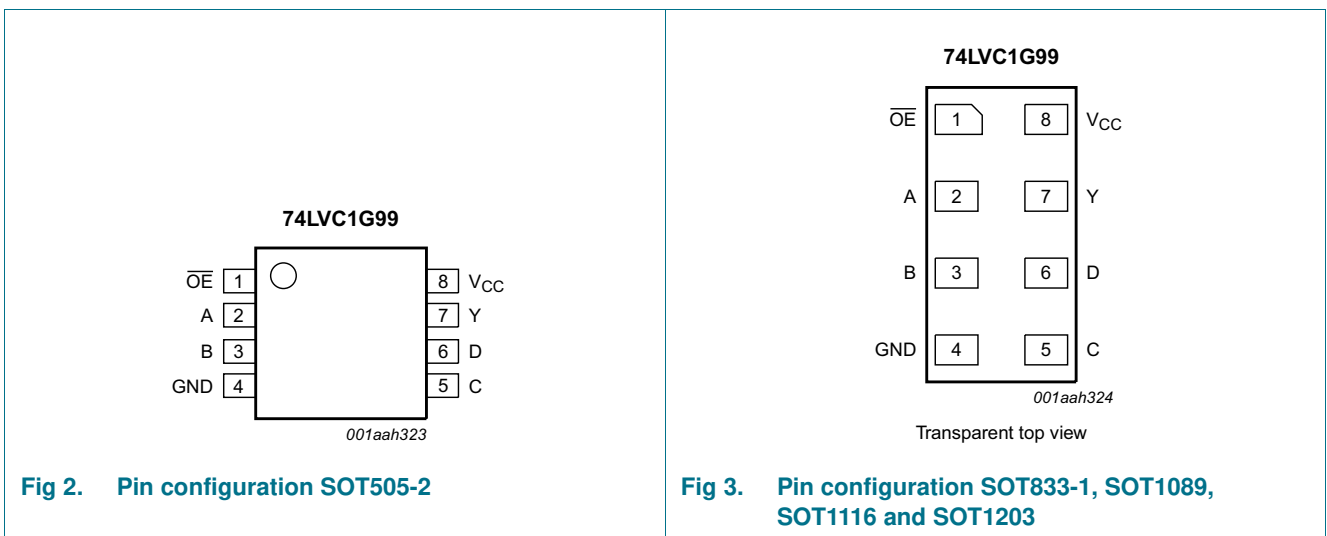 74LVC1G99
OE 1 8 VCC
A 2 7 Y
B 3 6 D
GND 4 5 C
001aah323
Fig 2. Pin configuration SOT505-2
74LVC1G99
OE 1 8 VCC
A 2 7 Y
B 3 6 D
GND 4 5 C
001aah324
Transparent top view
Fig 3. Pin configuration SOT833-1, SOT1089,
SOT1116 and SOT1203